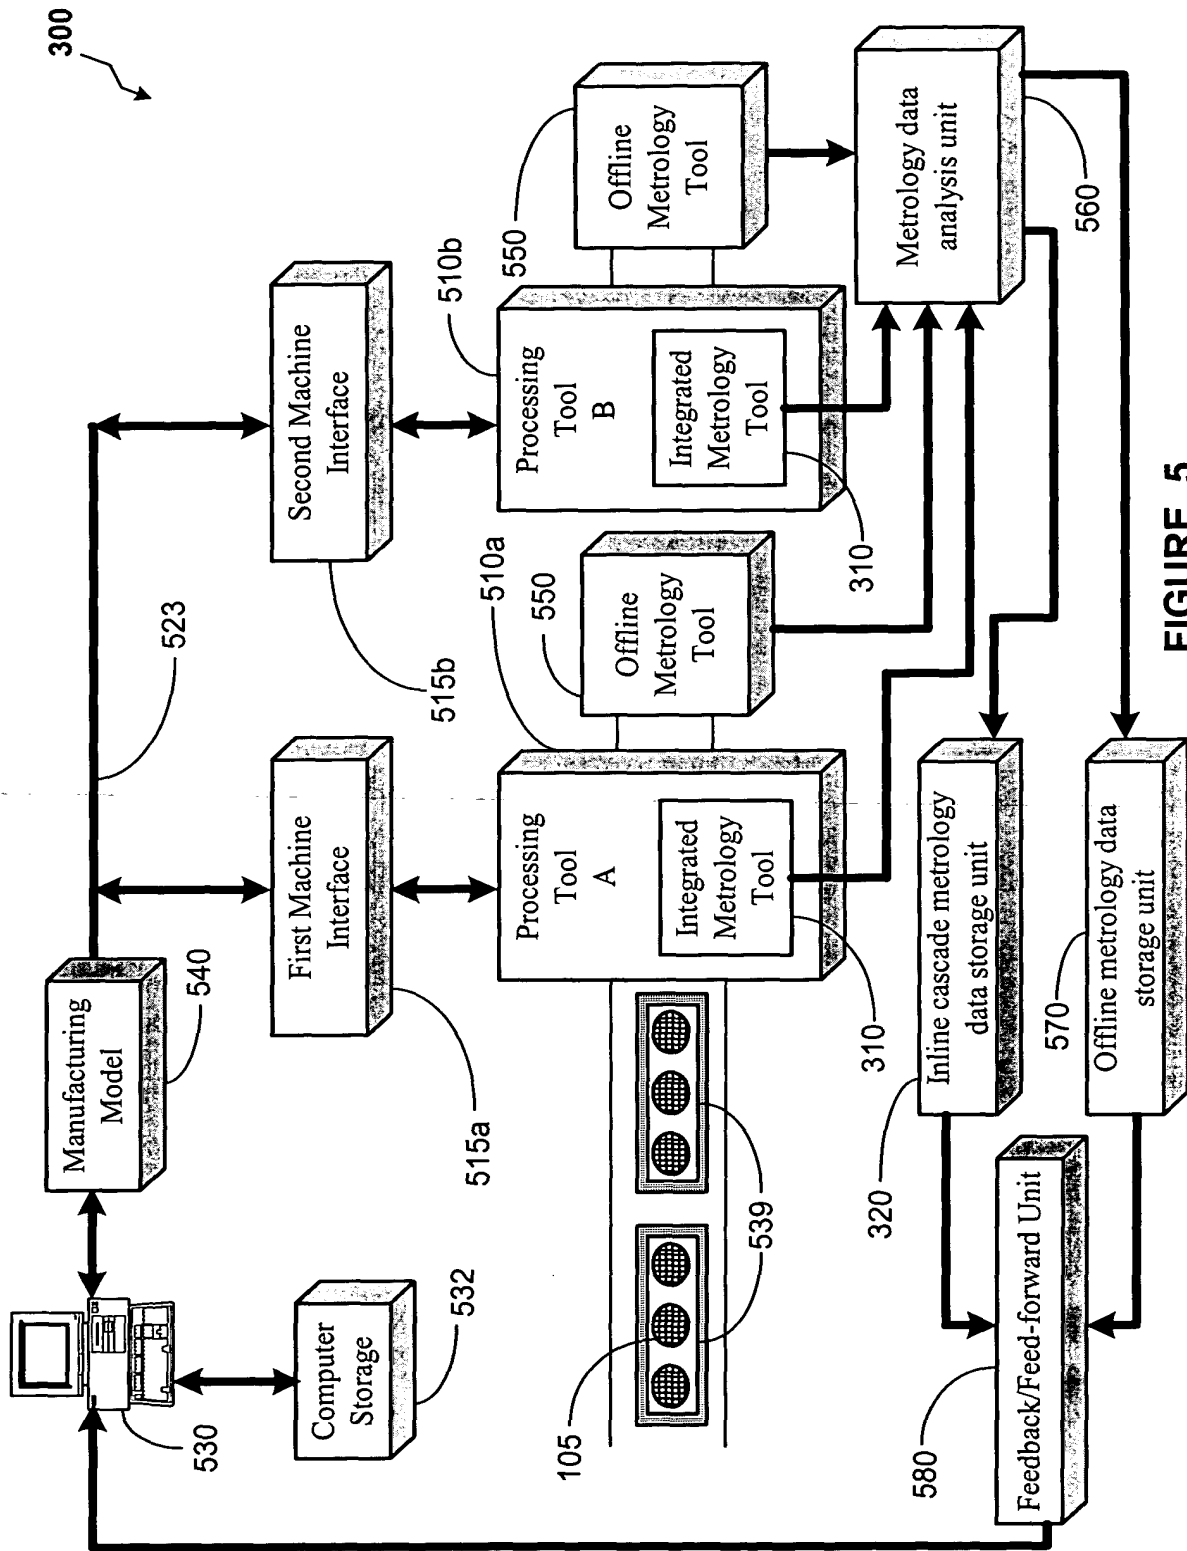 300
530
Computer
Storage
532
Manufacturing
Model
540
523
First Machine
Interface
515a
Second Machine
Interface
515b
105
539
Processing
Tool
A
Integrated
Metrology
Tool
310
510a
Offline
Metrology
Tool
550
Processing
Tool
B
Integrated
Metrology
Tool
310
510b
Offline
Metrology
Tool
550
Metrology data
analysis unit
560
Inline cascade metrology
data storage unit
320
Offline metrology data
storage unit
570
Feedback/Feed-forward Unit
580
FIGURE 5